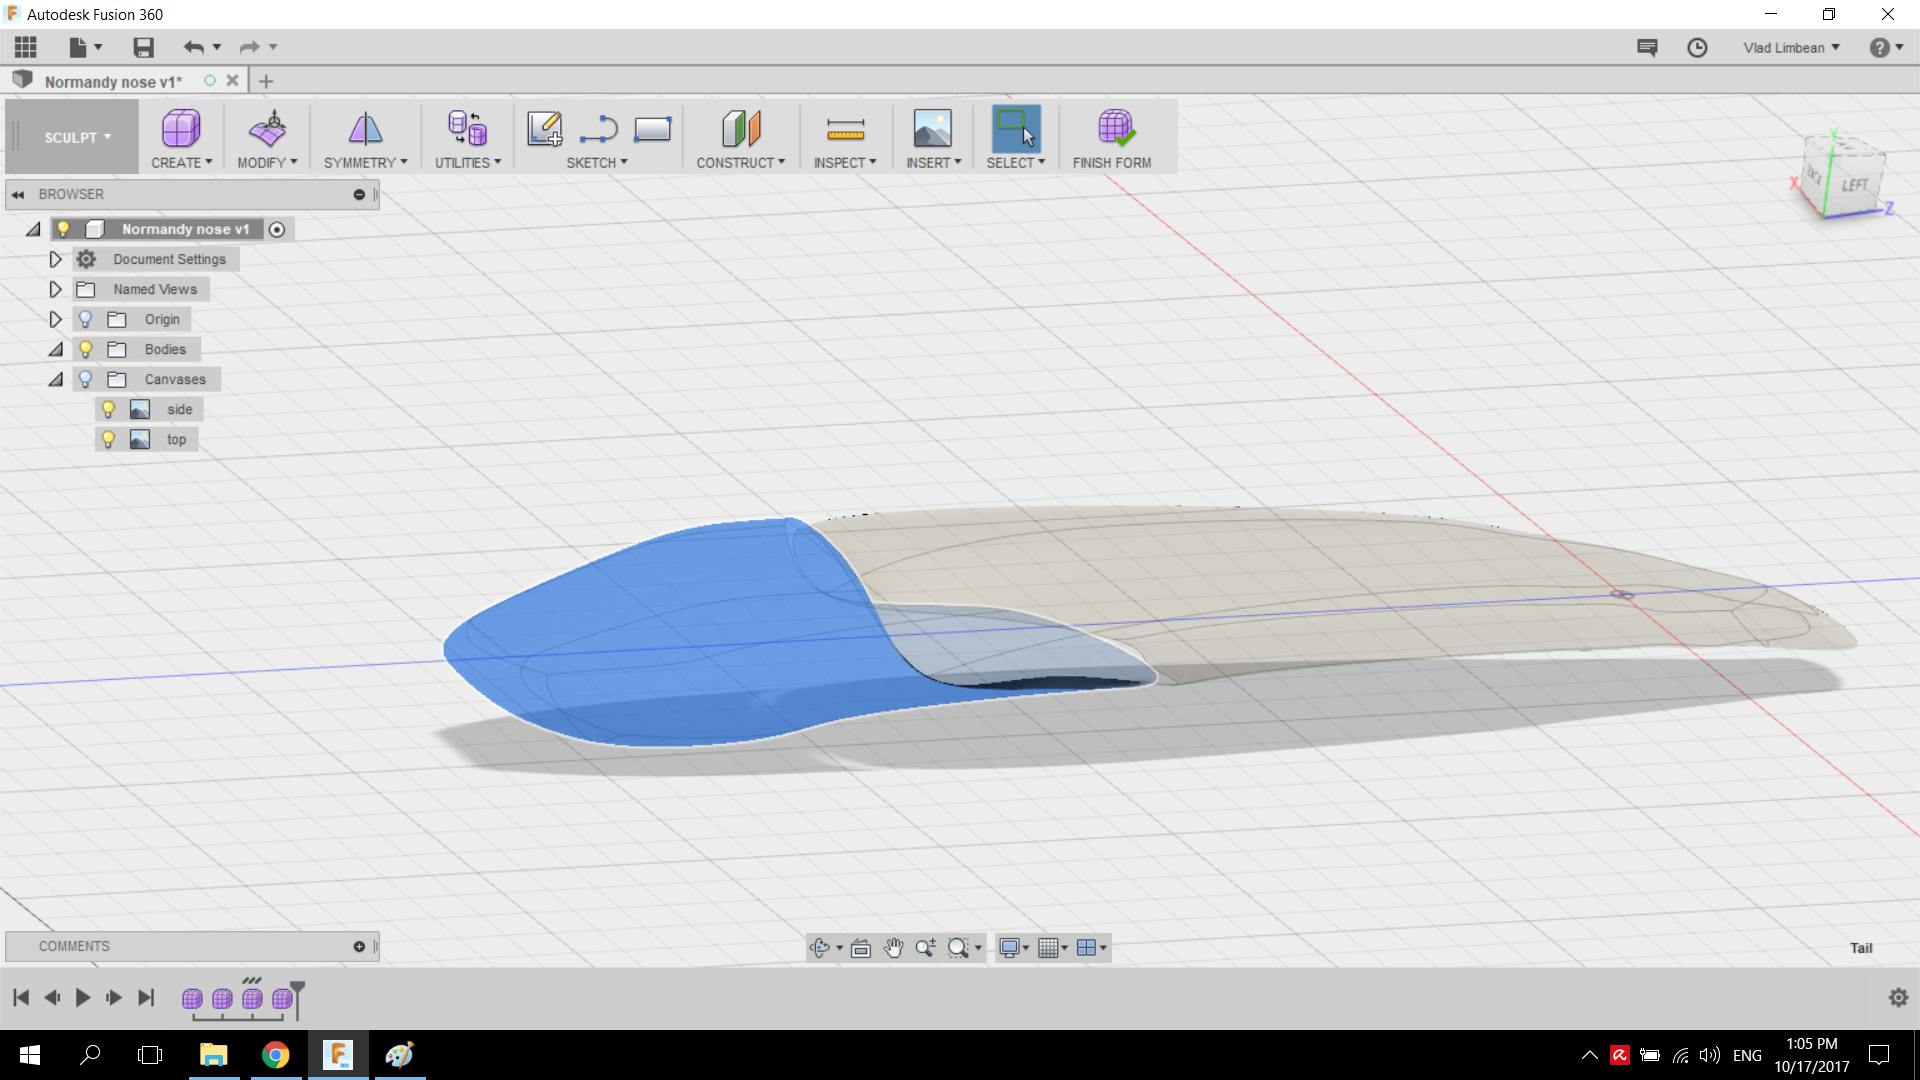 Autodesk Fusion 360
Vlad Limbean
Normandy nose v1*
SCULPT
CREATE
MODIFY
SYMMETRY
UTILITIES
SKETCH
CONSTRUCT
INSPECT
INSERT
SELECT
FINISH FORM
BROWSER
Normandy nose v1
Document Settings
Named Views
Origin
Bodies
Canvases
side
top
Y
BACK
LEFT
X
Z
COMMENTS
Tail
ENG
1:05 PM
10/17/2017